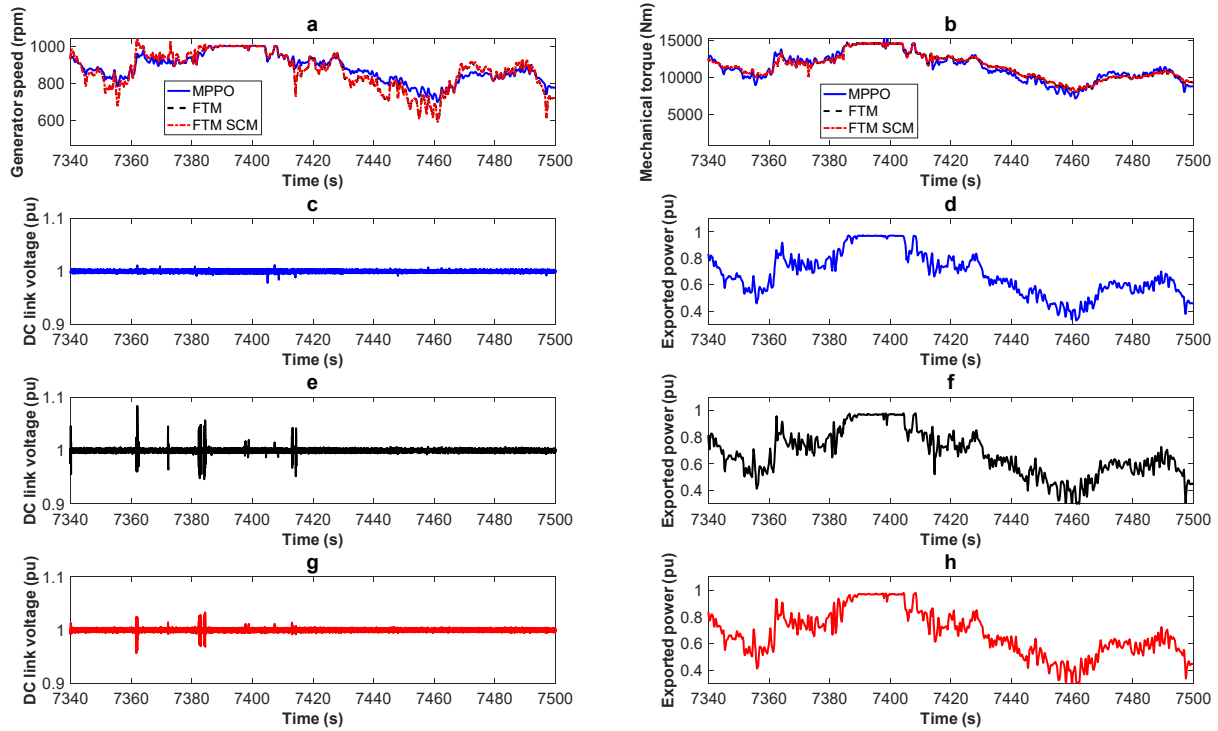 a
Generator speed (rpm)
1000
800
600
MPPO
FTM
FTM SCM
7340 7360 7380 7400 7420 7440 7460 7480 7500
Time (s)
b
Mechanical torque (Nm)
15000
10000
5000
MPPO
FTM
FTM SCM
7340 7360 7380 7400 7420 7440 7460 7480 7500
Time (s)
c
DC link voltage (pu)
1.1
1
0.9
7340 7360 7380 7400 7420 7440 7460 7480 7500
Time (s)
d
Exported power (pu)
1
0.8
0.6
0.4
7340 7360 7380 7400 7420 7440 7460 7480 7500
Time (s)
e
DC link voltage (pu)
1.1
1
0.9
7340 7360 7380 7400 7420 7440 7460 7480 7500
Time (s)
f
Exported power (pu)
1
0.8
0.6
0.4
7340 7360 7380 7400 7420 7440 7460 7480 7500
Time (s)
g
DC link voltage (pu)
1.1
1
0.9
7340 7360 7380 7400 7420 7440 7460 7480 7500
Time (s)
h
Exported power (pu)
1
0.8
0.6
0.4
7340 7360 7380 7400 7420 7440 7460 7480 7500
Time (s)